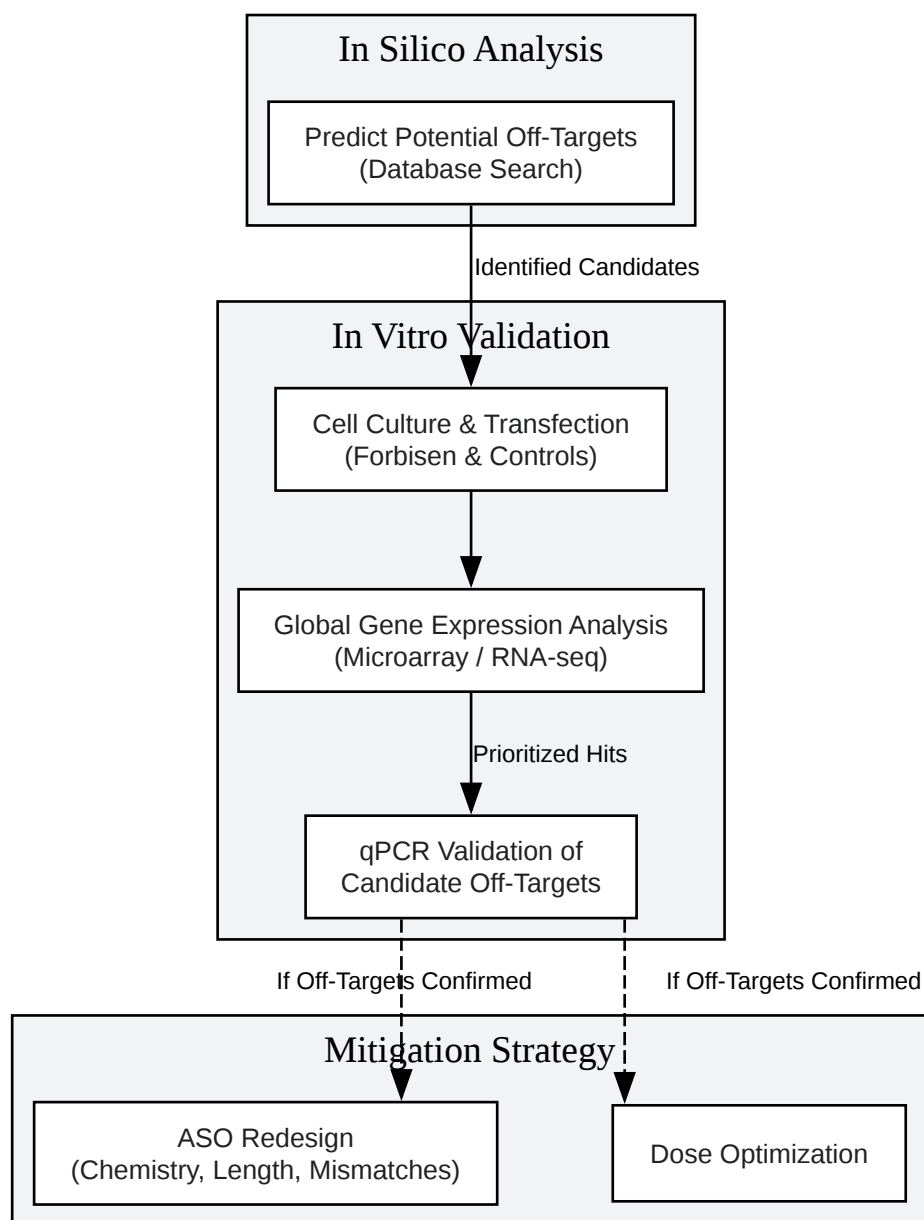 In Silico Analysis
Predict Potential Off-Targets
(Database Search)
Identified Candidates
In Vitro Validation
Cell Culture & Transfection
(Forbisen & Controls)
Global Gene Expression Analysis
(Microarray / RNA-seq)
Prioritized Hits
qPCR Validation of
Candidate Off-Targets
If Off-Targets Confirmed
If Off-Targets Confirmed
Mitigation Strategy
ASO Redesign
(Chemistry, Length, Mismatches)
Dose Optimization